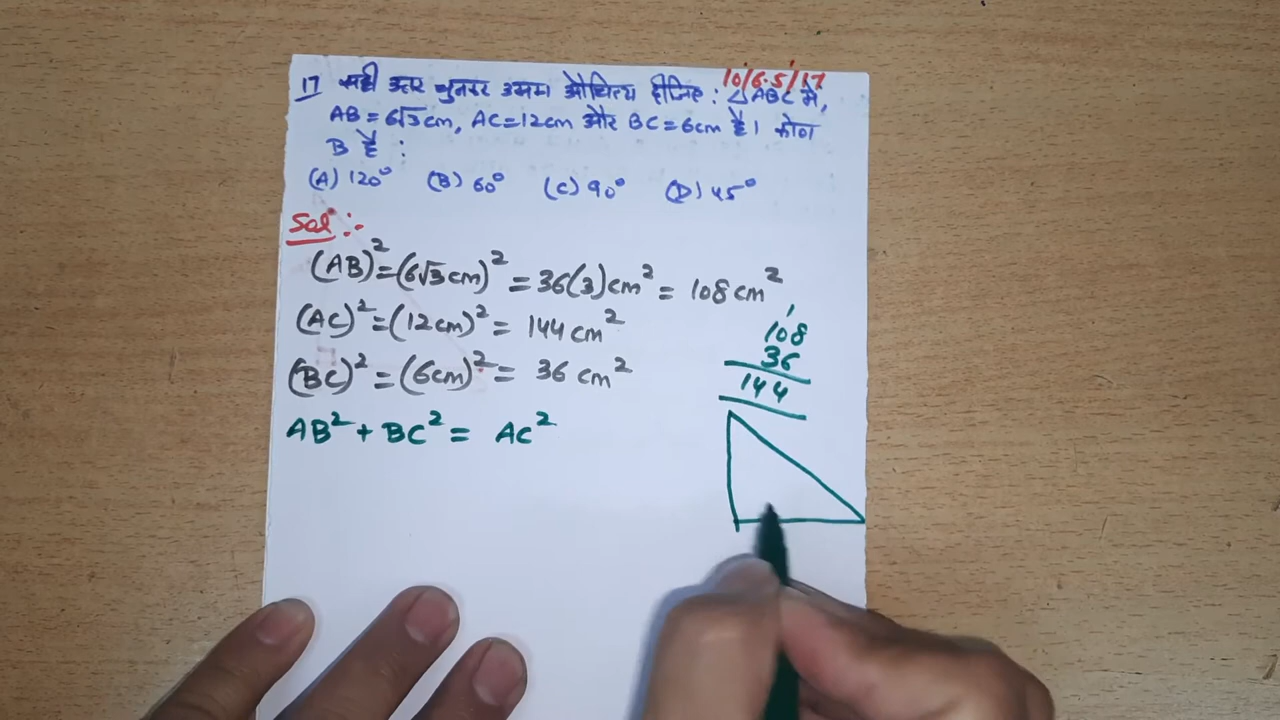 17 सही उत्तर चुनकर उसका औचित्य दीजिए : △ABC में, 10/6.5/17
AB = 6√3 cm, AC = 12 cm और BC = 6 cm है। कोण
B है :
(A) 120° (B) 60° (C) 90° (D) 45°
Sol :-
(AB)² = (6√3 cm)² = 36(3) cm² = 108 cm²
(AC)² = (12 cm)² = 144 cm²
(BC)² = (6 cm)² = 36 cm²
1
108
36
144
AB² + BC² = AC²